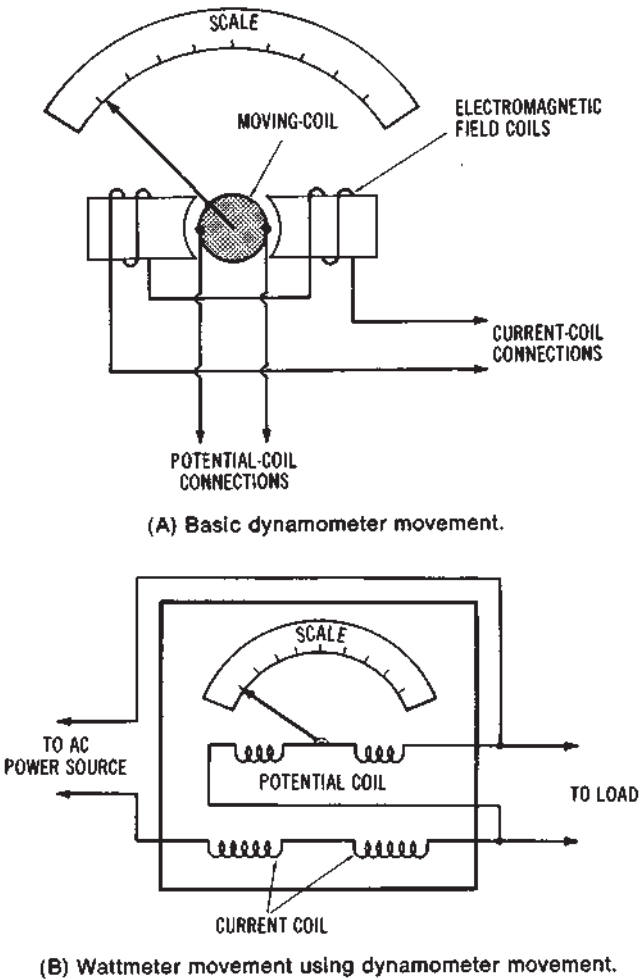 SCALE
MOVING-COIL
ELECTROMAGNETIC
FIELD COILS
CURRENT-COIL
CONNECTIONS
POTENTIAL-COIL
CONNECTIONS
(A) Basic dynamometer movement.
SCALE
TO AC
POWER SOURCE
POTENTIAL COIL
TO LOAD
CURRENT COIL
(B) Wattmeter movement using dynamometer movement.